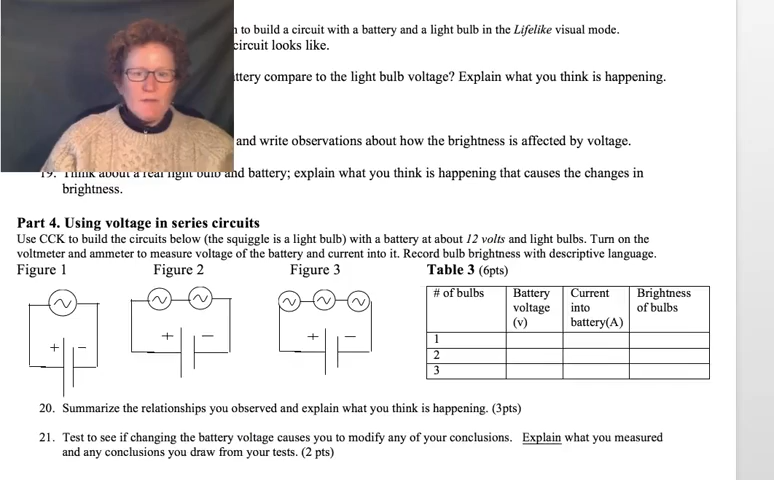 to build a circuit with a battery and a light bulb in the Lifelike visual mode.
circuit looks like.
compare to the light bulb voltage? Explain what you think is happening.
and write observations about how the brightness is affected by voltage.
19. Think about a real light bulb and battery; explain what you think is happening that causes the changes in
brightness.
Part 4. Using voltage in series circuits
Use CCK to build the circuits below (the squiggle is a light bulb) with a battery at about 12 volts and light bulbs. Turn on the
voltmeter and ammeter to measure voltage of the battery and current into it. Record bulb brightness with descriptive language.
Figure 1 Figure 2 Figure 3 Table 3 (6pts)
# of bulbs Battery Current Brightness
voltage into of bulbs
(v) battery(A)
+ - + - + -
1
2
3
20. Summarize the relationships you observed and explain what you think is happening. (3pts)
21. Test to see if changing the battery voltage causes you to modify any of your conclusions. Explain what you measured
and any conclusions you draw from your tests. (2 pts)